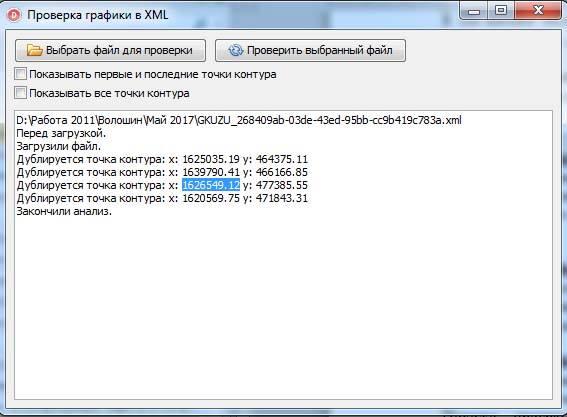 Проверка графики в XML
Выбрать файл для проверки
Проверить выбранный файл
Показывать первые и последние точки контура
Показывать все точки контура
D:\Работа 2011\Волошин\Май 2017\GKUZU_268409ab-03de-43ed-95bb-cc9b419c783a.xml
Перед загрузкой.
Загрузили файл.
Дублируется точка контура: x: 1625035.19 y: 464375.11
Дублируется точка контура: x: 1639790.41 y: 466166.85
Дублируется точка контура: x: 1626549.12 y: 477385.55
Дублируется точка контура: x: 1620569.75 y: 471843.31
Закончили анализ.